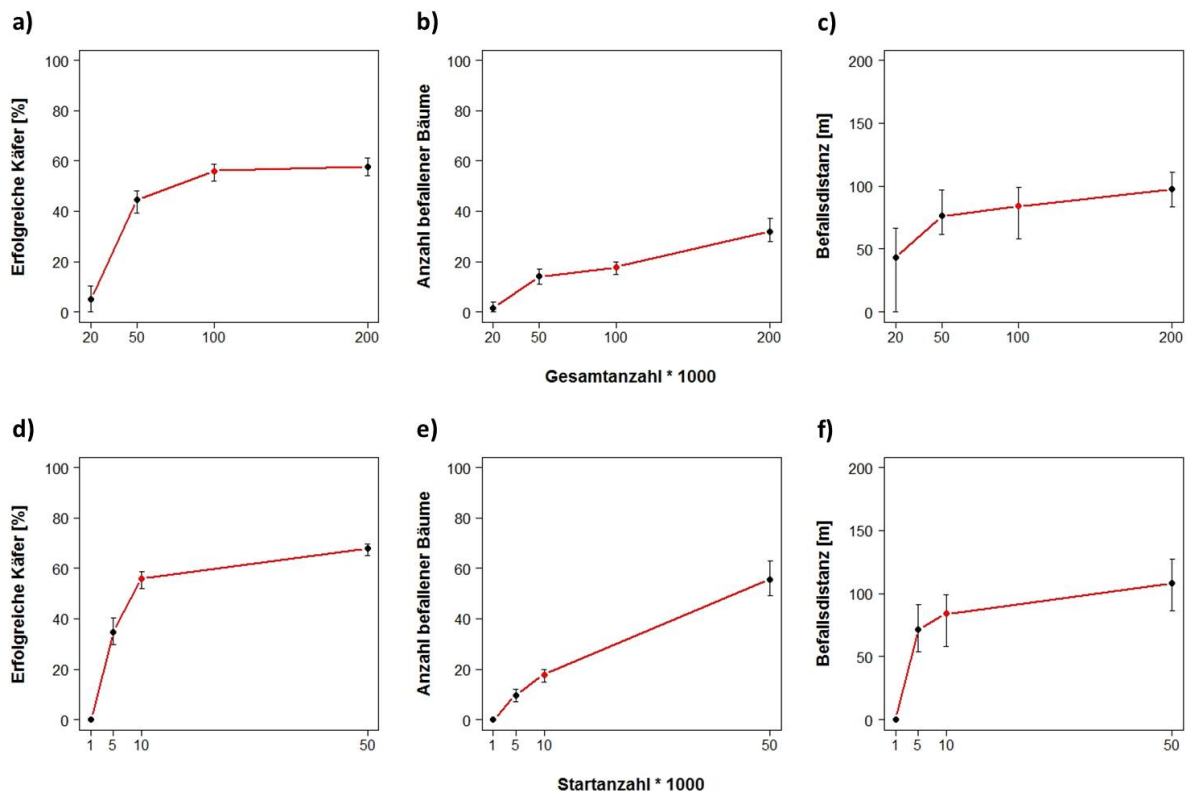 a)
Erfolgreiche Käfer [%]
100
80
60
40
20
0
20 50 100 200
b)
Anzahl befallener Bäume
100
80
60
40
20
0
20 50 100 200
c)
Befallsdistanz [m]
200
150
100
50
0
20 50 100 200
Gesamtanzahl * 1000
d)
Erfolgreiche Käfer [%]
100
80
60
40
20
0
1 5 10 50
e)
Anzahl befallener Bäume
100
80
60
40
20
0
1 5 10 50
f)
Befallsdistanz [m]
200
150
100
50
0
1 5 10 50
Startanzahl * 1000